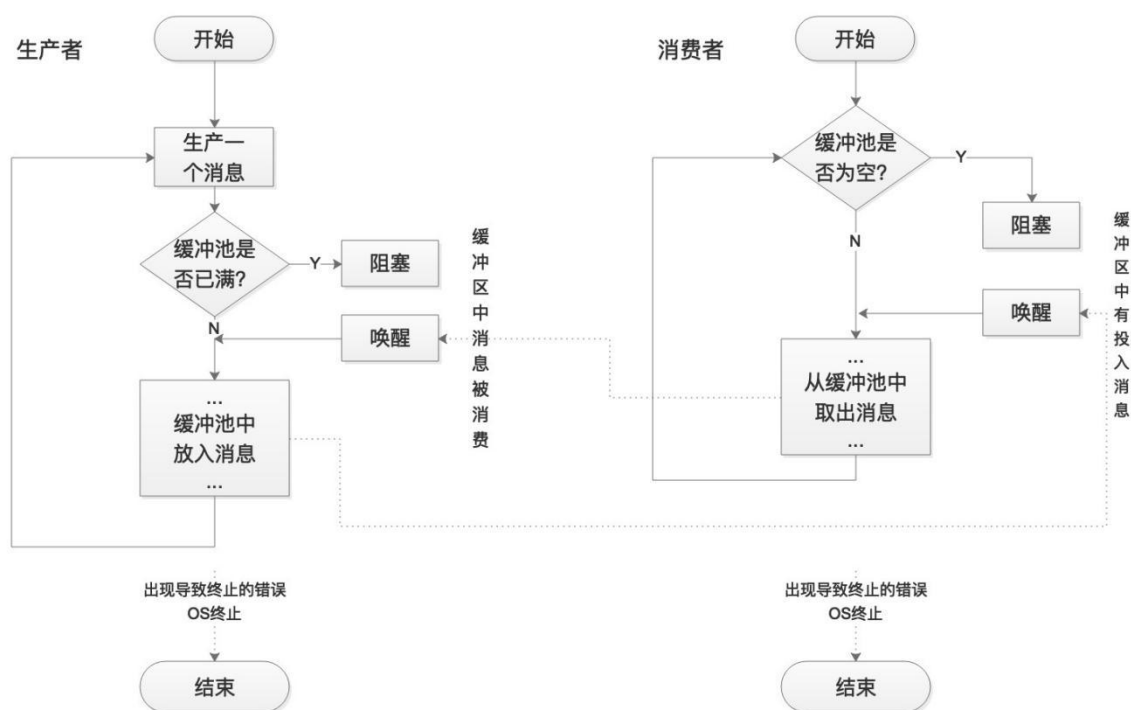 生产者
开始
生产一
个消息
缓冲池是
否已满?
Y
阻塞
N
唤醒
缓冲区中消息被消费
...
缓冲池中
放入消息
...
出现导致终止的错误
OS终止
结束
消费者
开始
缓冲池是
否为空?
Y
阻塞
N
唤醒
缓冲区中有投入消息
...
从缓冲池中
取出消息
...
出现导致终止的错误
OS终止
结束